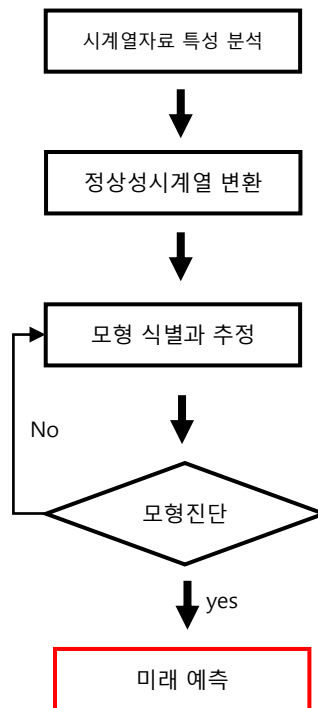 시계열자료 특성 분석
정상성시계열 변환
모형 식별과 추정
No
모형진단
yes
미래 예측